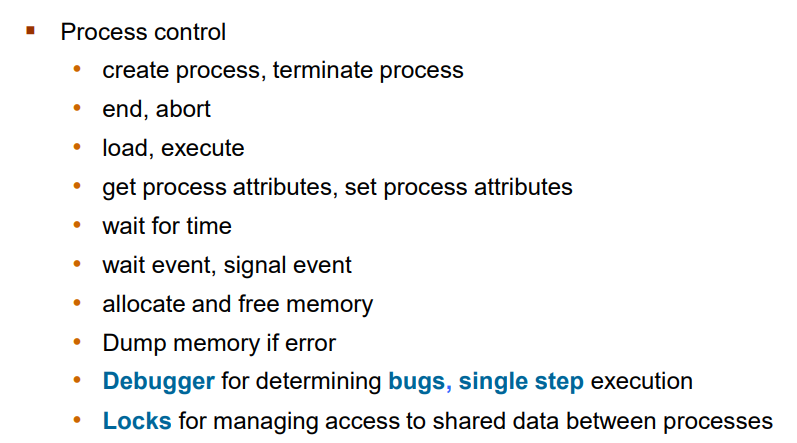 Process control
create process, terminate process
end, abort
load, execute
get process attributes, set process attributes
wait for time
wait event, signal event
allocate and free memory
Dump memory if error
Debugger for determining bugs, single step execution
Locks for managing access to shared data between processes